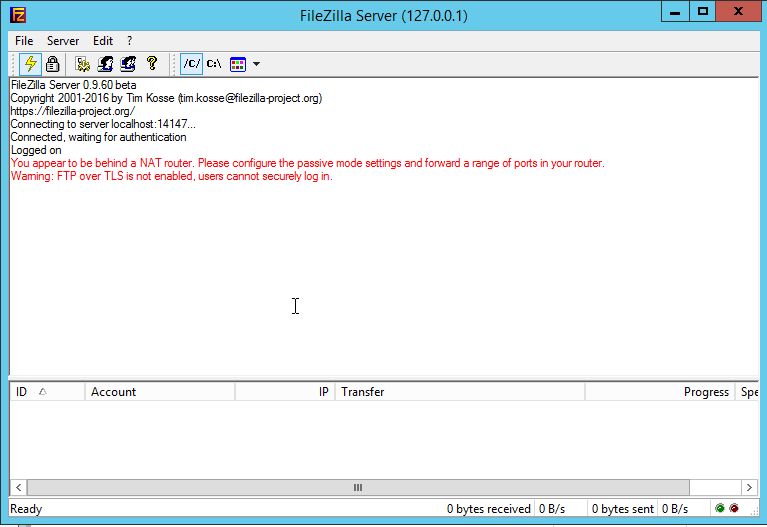 FileZilla Server (127.0.0.1)
File Server Edit ?
/C/ C:\
FileZilla Server 0.9.60 beta
Copyright 2001-2016 by Tim Kosse (tim.kosse@filezilla-project.org)
https://filezilla-project.org/
Connecting to server localhost:14147...
Connected, waiting for authentication
Logged on
You appear to be behind a NAT router. Please configure the passive mode settings and forward a range of ports in your router.
Warning: FTP over TLS is not enabled, users cannot securely log in.
ID Account IP Transfer Progress Spe
Ready 0 bytes received 0 B/s 0 bytes sent 0 B/s